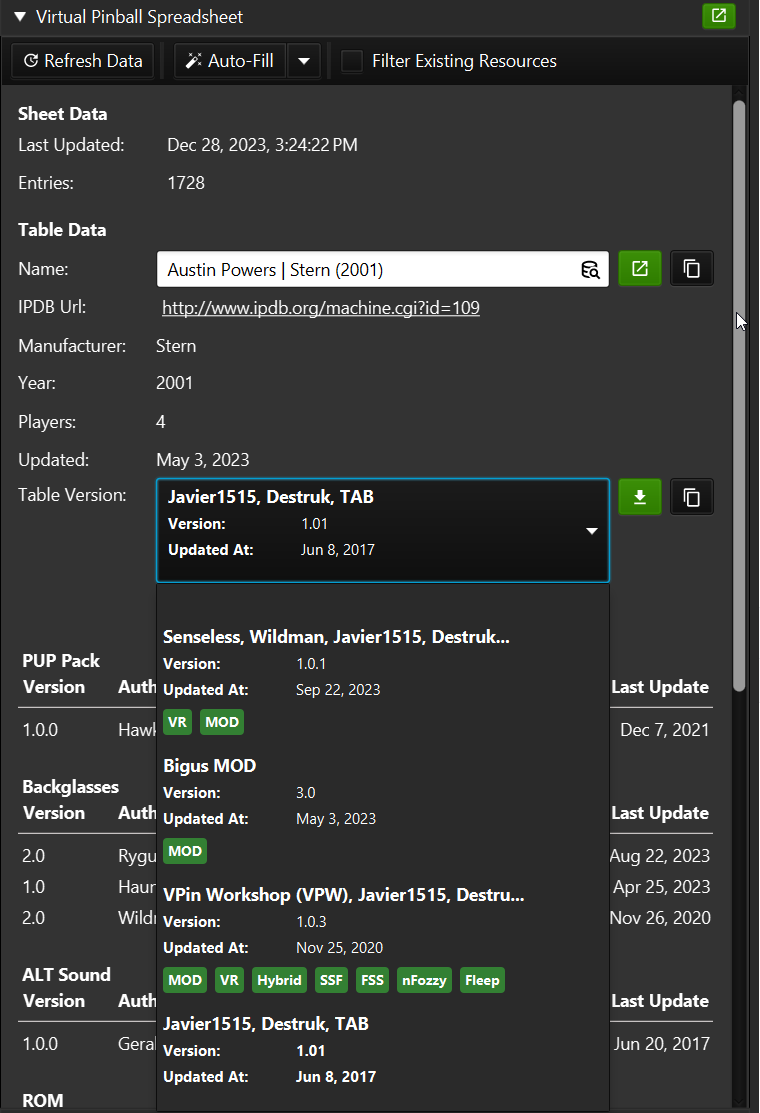 Virtual Pinball Spreadsheet
Refresh Data Auto-Fill Filter Existing Resources
Sheet Data
Last Updated: Dec 28, 2023, 3:24:22 PM
Entries: 1728
Table Data
Name: Austin Powers | Stern (2001)
IPDB Url: http://www.ipdb.org/machine.cgi?id=109
Manufacturer: Stern
Year: 2001
Players: 4
Updated: May 3, 2023
Table Version: Javier1515, Destruk, TAB
Version: 1.01
Updated At: Jun 8, 2017
Senseless, Wildman, Javier1515, Destruk...
Version: 1.0.1
Updated At: Sep 22, 2023
VR MOD
Bigus MOD
Version: 3.0
Updated At: May 3, 2023
MOD
VPin Workshop (VPW), Javier1515, Destru...
Version: 1.0.3
Updated At: Nov 25, 2020
MOD VR Hybrid SSF FSS nFozzy Fleep
Javier1515, Destruk, TAB
Version: 1.01
Updated At: Jun 8, 2017
PUP Pack
Version Auth Last Update
1.0.0 Hawk Dec 7, 2021
Backglasses
Version Auth Last Update
2.0 Rygu Aug 22, 2023
1.0 Haur Apr 25, 2023
2.0 Wild Nov 26, 2020
ALT Sound
Version Auth Last Update
1.0.0 Geral Jun 20, 2017
ROM